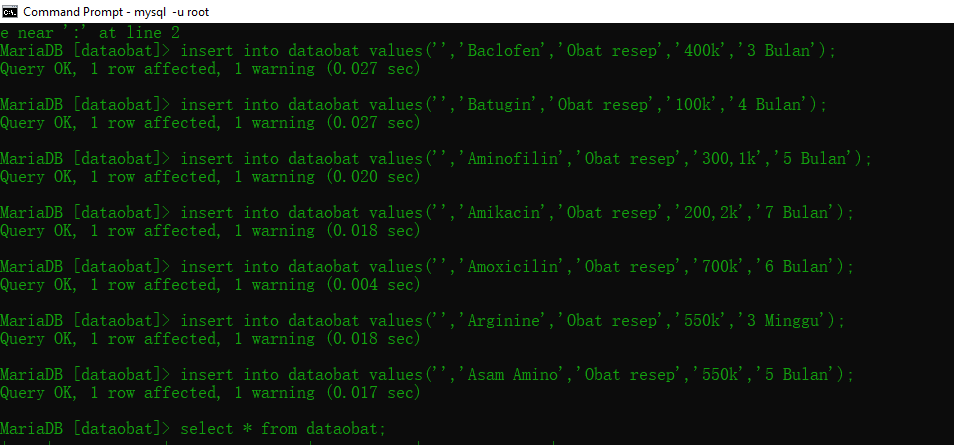 Command Prompt - mysql -u root
e near ':' at line 2
MariaDB [dataobat]> insert into dataobat values('','Baclofen','Obat resep','400k','3 Bulan');
Query OK, 1 row affected, 1 warning (0.027 sec)
MariaDB [dataobat]> insert into dataobat values('','Batugin','Obat resep','100k','4 Bulan');
Query OK, 1 row affected, 1 warning (0.027 sec)
MariaDB [dataobat]> insert into dataobat values('','Aminofilin','Obat resep','300,1k','5 Bulan');
Query OK, 1 row affected, 1 warning (0.020 sec)
MariaDB [dataobat]> insert into dataobat values('','Amikacin','Obat resep','200,2k','7 Bulan');
Query OK, 1 row affected, 1 warning (0.018 sec)
MariaDB [dataobat]> insert into dataobat values('','Amoxicilin','Obat resep','700k','6 Bulan');
Query OK, 1 row affected, 1 warning (0.004 sec)
MariaDB [dataobat]> insert into dataobat values('','Arginine','Obat resep','550k','3 Minggu');
Query OK, 1 row affected, 1 warning (0.018 sec)
MariaDB [dataobat]> insert into dataobat values('','Asam Amino','Obat resep','550k','5 Bulan');
Query OK, 1 row affected, 1 warning (0.017 sec)
MariaDB [dataobat]> select * from dataobat;